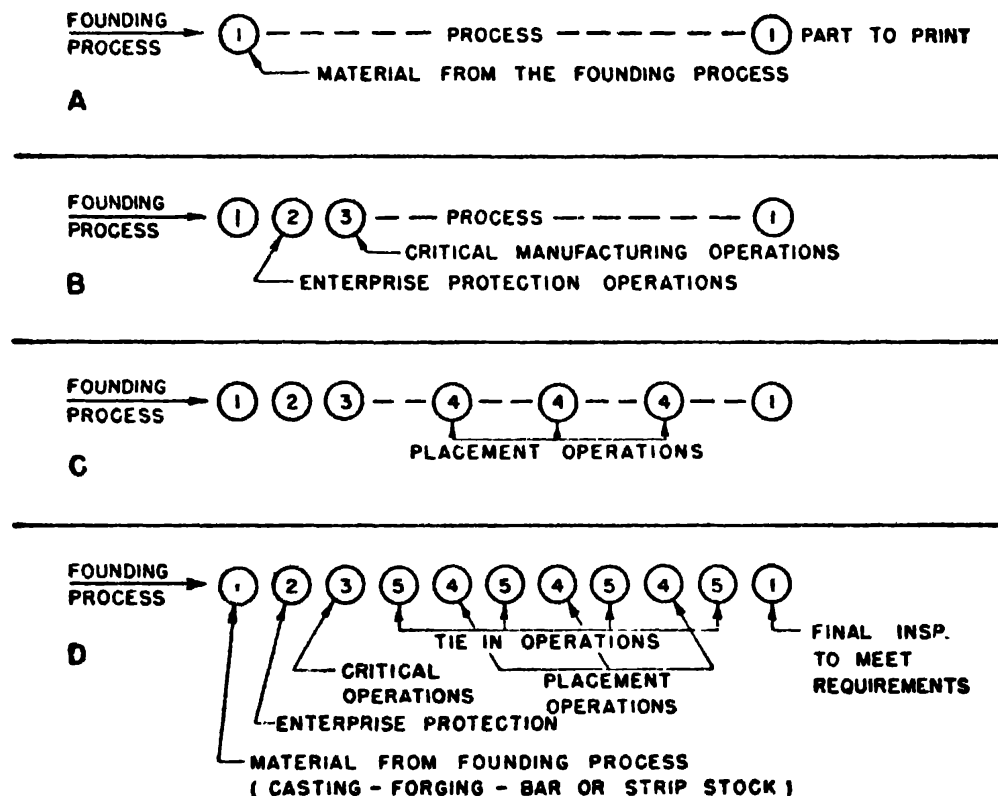 FOUNDING
PROCESS
1 PROCESS 1 PART TO PRINT
MATERIAL FROM THE FOUNDING PROCESS
A
FOUNDING
PROCESS
1 2 3 PROCESS 1
CRITICAL MANUFACTURING OPERATIONS
ENTERPRISE PROTECTION OPERATIONS
B
FOUNDING
PROCESS
1 2 3 4 4 4 1
PLACEMENT OPERATIONS
C
FOUNDING
PROCESS
1 2 3 5 4 5 4 5 4 5 1
TIE IN OPERATIONS
D
CRITICAL
OPERATIONS
PLACEMENT
OPERATIONS
FINAL INSP.
TO MEET
REQUIREMENTS
ENTERPRISE PROTECTION
MATERIAL FROM FOUNDING PROCESS
( CASTING - FORGING - BAR OR STRIP STOCK )